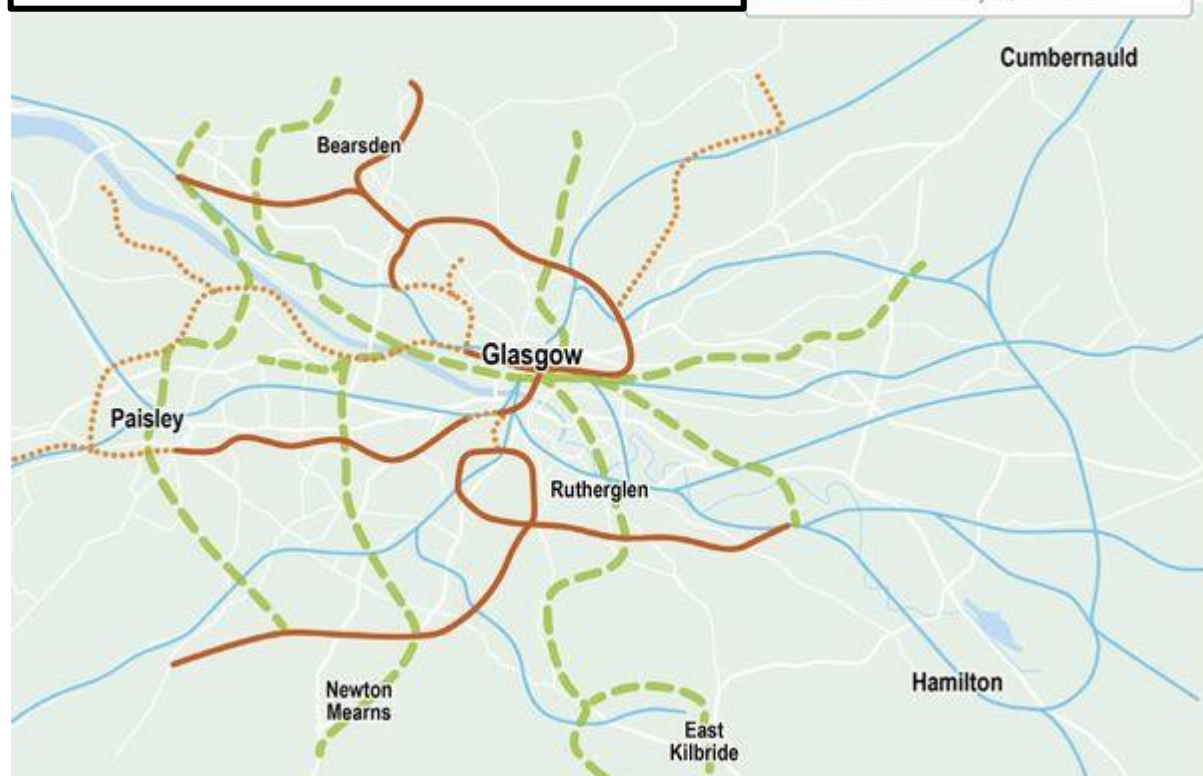 Cumbernauld
Bearsden
Glasgow
Paisley
Rutherglen
Newton
Mearns
Hamilton
East
Kilbride